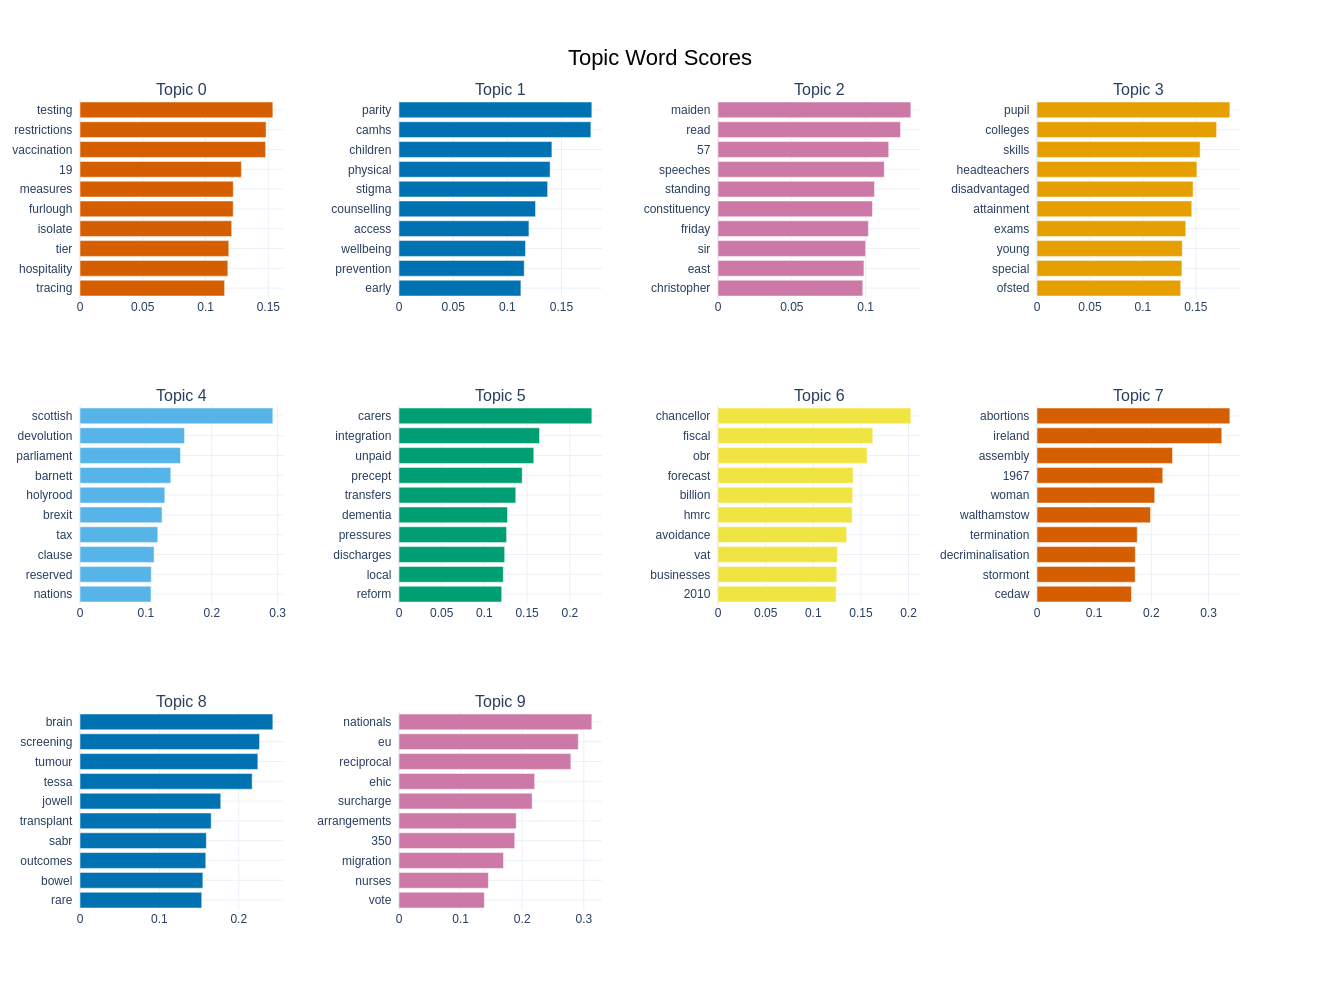 Topic Word Scores
Topic 0
testing
restrictions
vaccination
19
measures
furlough
isolate
tier
hospitality
tracing
0 0.05 0.1 0.15
Topic 1
parity
camhs
children
physical
stigma
counselling
access
wellbeing
prevention
early
0 0.05 0.1 0.15
Topic 2
maiden
read
57
speeches
standing
constituency
friday
sir
east
christopher
0 0.05 0.1
Topic 3
pupil
colleges
skills
headteachers
disadvantaged
attainment
exams
young
special
ofsted
0 0.05 0.1 0.15
Topic 4
scottish
devolution
parliament
barnett
holyrood
brexit
tax
clause
reserved
nations
0 0.1 0.2 0.3
Topic 5
carers
integration
unpaid
precept
transfers
dementia
pressures
discharges
local
reform
0 0.05 0.1 0.15 0.2
Topic 6
chancellor
fiscal
obr
forecast
billion
hmrc
avoidance
vat
businesses
2010
0 0.05 0.1 0.15 0.2
Topic 7
abortions
ireland
assembly
1967
woman
walthamstow
termination
decriminalisation
stormont
cedaw
0 0.1 0.2 0.3
Topic 8
brain
screening
tumour
tessa
jowell
transplant
sabr
outcomes
bowel
rare
0 0.1 0.2
Topic 9
nationals
eu
reciprocal
ehic
surcharge
arrangements
350
migration
nurses
vote
0 0.1 0.2 0.3